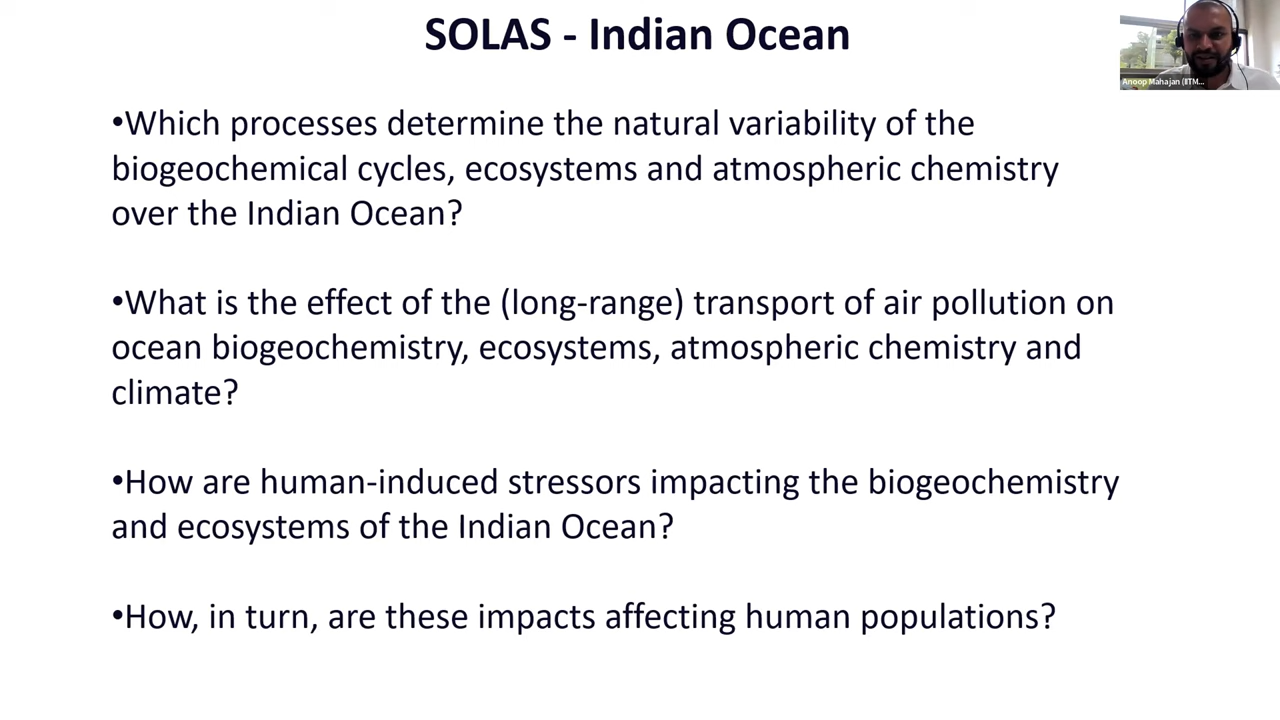 SOLAS - Indian Ocean
Anoop Mahajan (IITM...
•Which processes determine the natural variability of the
biogeochemical cycles, ecosystems and atmospheric chemistry
over the Indian Ocean?
•What is the effect of the (long-range) transport of air pollution on
ocean biogeochemistry, ecosystems, atmospheric chemistry and
climate?
•How are human-induced stressors impacting the biogeochemistry
and ecosystems of the Indian Ocean?
•How, in turn, are these impacts affecting human populations?